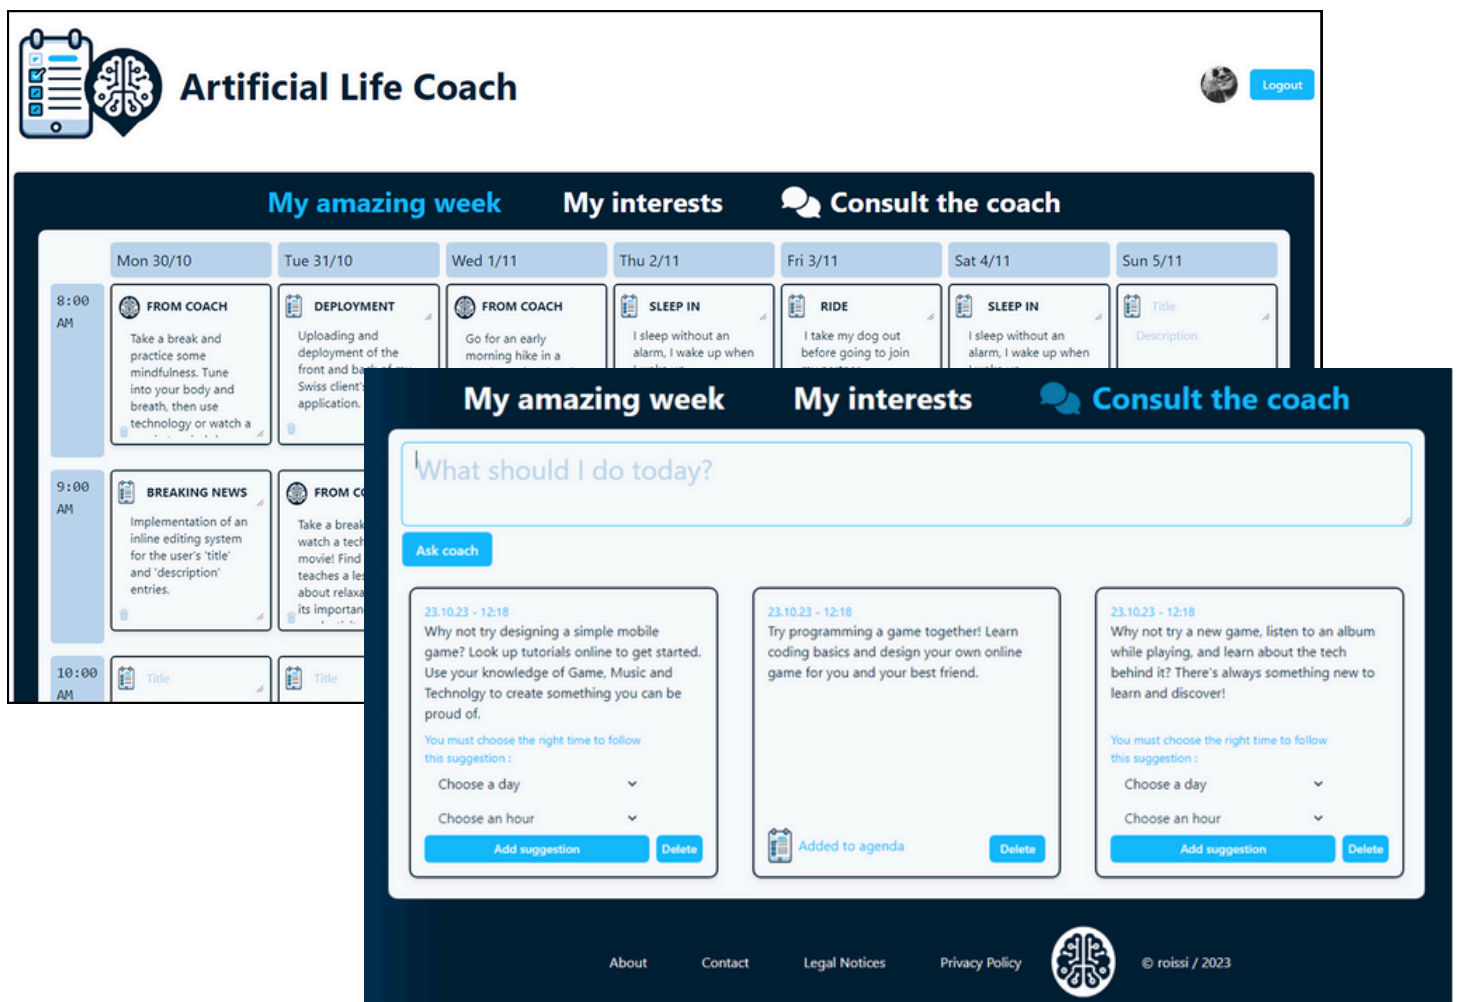 Artificial Life Coach
Logout
My amazing week
My interests
Consult the coach
Mon 30/10
Tue 31/10
Wed 1/11
Thu 2/11
Fri 3/11
Sat 4/11
Sun 5/11
8:00
AM
FROM COACH
Take a break and
practice some
mindfulness. Tune
into your body and
breath, then use
technology or watch a
DEPLOYMENT
Uploading and
deployment of the
front and
Swiss client's
application.
FROM COACH
Go for an early
morning hike in a
SLEEP IN
I sleep without an
alarm, I wake up when
RIDE
I take my dog out
before going to join
SLEEP IN
I sleep without an
alarm, I wake up when
Title
Description
9:00
AM
BREAKING NEWS
Implementation of an
inline editing system
for the user's 'title'
and 'description'
entries.
FROM
Take a break
watch a
movie! Find
teaches a
about
its
10:00
AM
Title
Title
My amazing week
My interests
Consult the coach
What should I do today?
Ask coach
23.10.23 - 12:18
Why not try designing a simple mobile
game? Look up tutorials online to get started.
Use your knowledge of Game, Music and
Technolgy to create something you can be
proud of.
You must choose the right time to follow
this suggestion :
Choose a day
Choose an hour
Add suggestion
Delete
23.10.23 - 12:18
Try programming a game together! Learn
coding basics and design your own online
game for you and your best friend.
Added to agenda
Delete
23.10.23 - 12:18
Why not try a new game, listen to an album
while playing, and learn about the tech
behind it? There's always something new to
learn and discover!
You must choose the right time to follow
this suggestion :
Choose a day
Choose an hour
Add suggestion
Delete
About
Contact
Legal Notices
Privacy Policy
© roissi / 2023